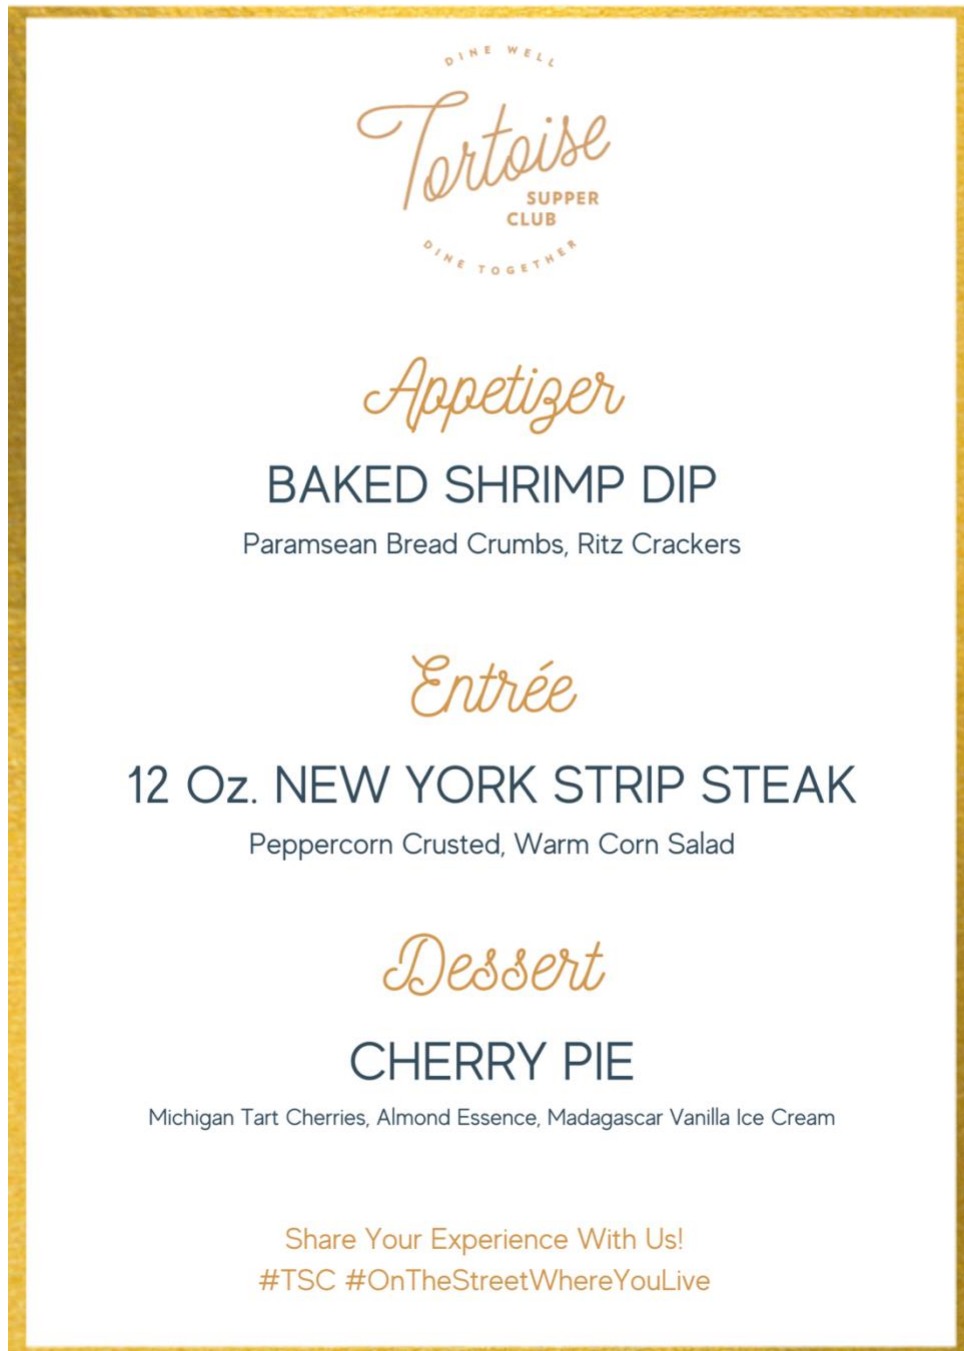 DINE WELL
Tortoise
SUPPER
CLUB
DINE TOGETHER
Appetizer
BAKED SHRIMP DIP
Paramsean Bread Crumbs, Ritz Crackers
Entrée
12 Oz. NEW YORK STRIP STEAK
Peppercorn Crusted, Warm Corn Salad
Dessert
CHERRY PIE
Michigan Tart Cherries, Almond Essence, Madagascar Vanilla Ice Cream
Share Your Experience With Us!
#TSC #OnTheStreetWhereYouLive